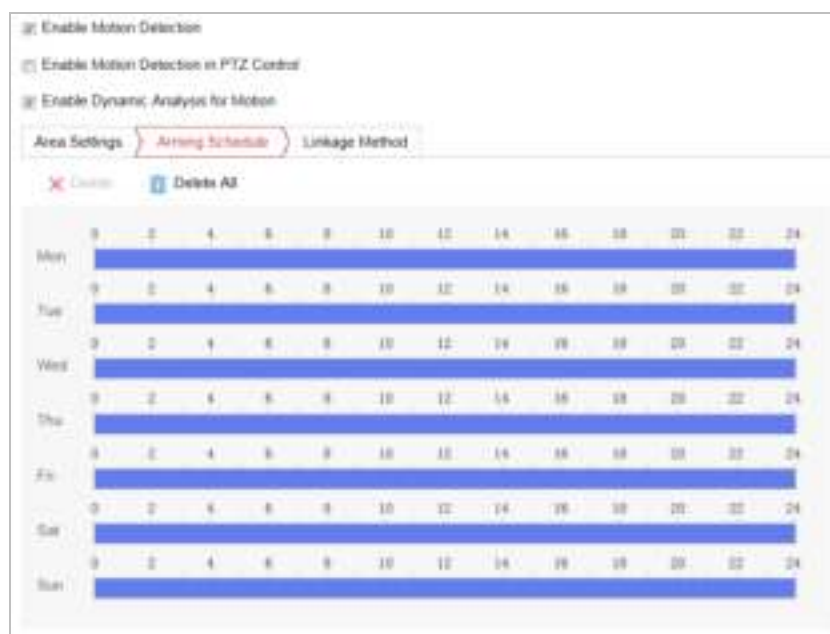 Enable Motion Detection
Enable Motion Detection in PTZ Control
Enable Dynamic Analysis for Motion
Area Settings Arming Schedule Linkage Method
Delete Delete All
0 2 4 6 8 10 12 14 16 18 20 22 24
Mon
0 2 4 6 8 10 12 14 16 18 20 22 24
Tue
0 2 4 6 8 10 12 14 16 18 20 22 24
Wed
0 2 4 6 8 10 12 14 16 18 20 22 24
Thu
0 2 4 6 8 10 12 14 16 18 20 22 24
Fri
0 2 4 6 8 10 12 14 16 18 20 22 24
Sat
0 2 4 6 8 10 12 14 16 18 20 22 24
Sun